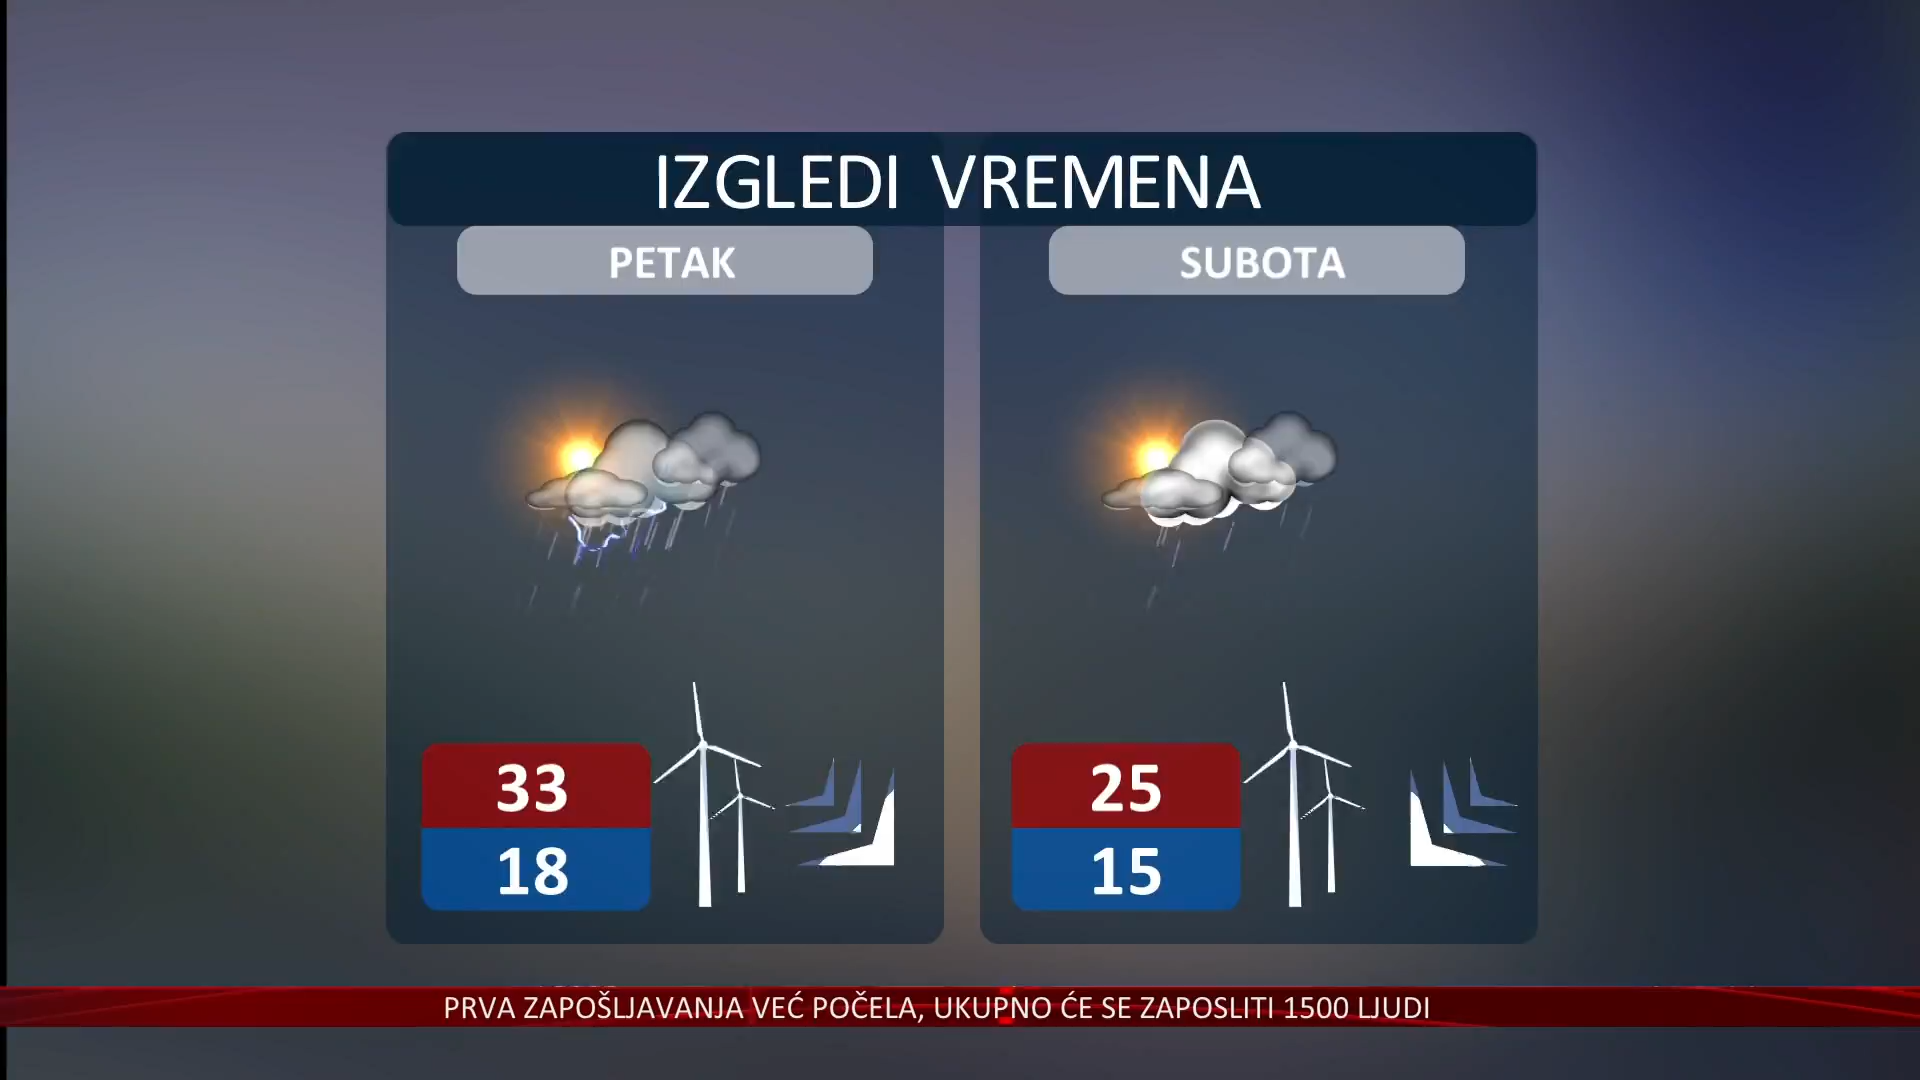 IZGLEDI VREMENA
PETAK
SUBOTA
33
18
25
15
PRVA ZAPOŠLJAVANJA VEĆ POČELA, UKUPNO ĆE SE ZAPOSLITI 1500 LJUDI